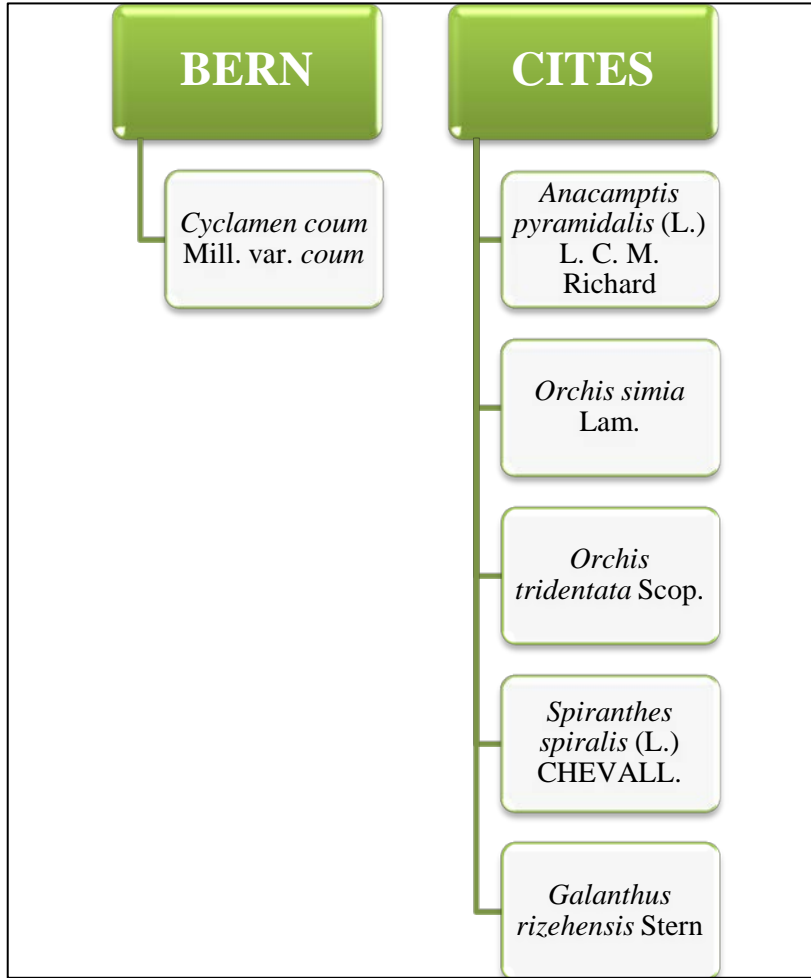 BERN
Cyclamen coum
Mill. var. coum
CITES
Anacamptis
pyramidalis (L.)
L. C. M.
Richard
Orchis simia
Lam.
Orchis
tridentata Scop.
Spiranthes
spiralis (L.)
CHEVALL.
Galanthus
rizehensis Stern